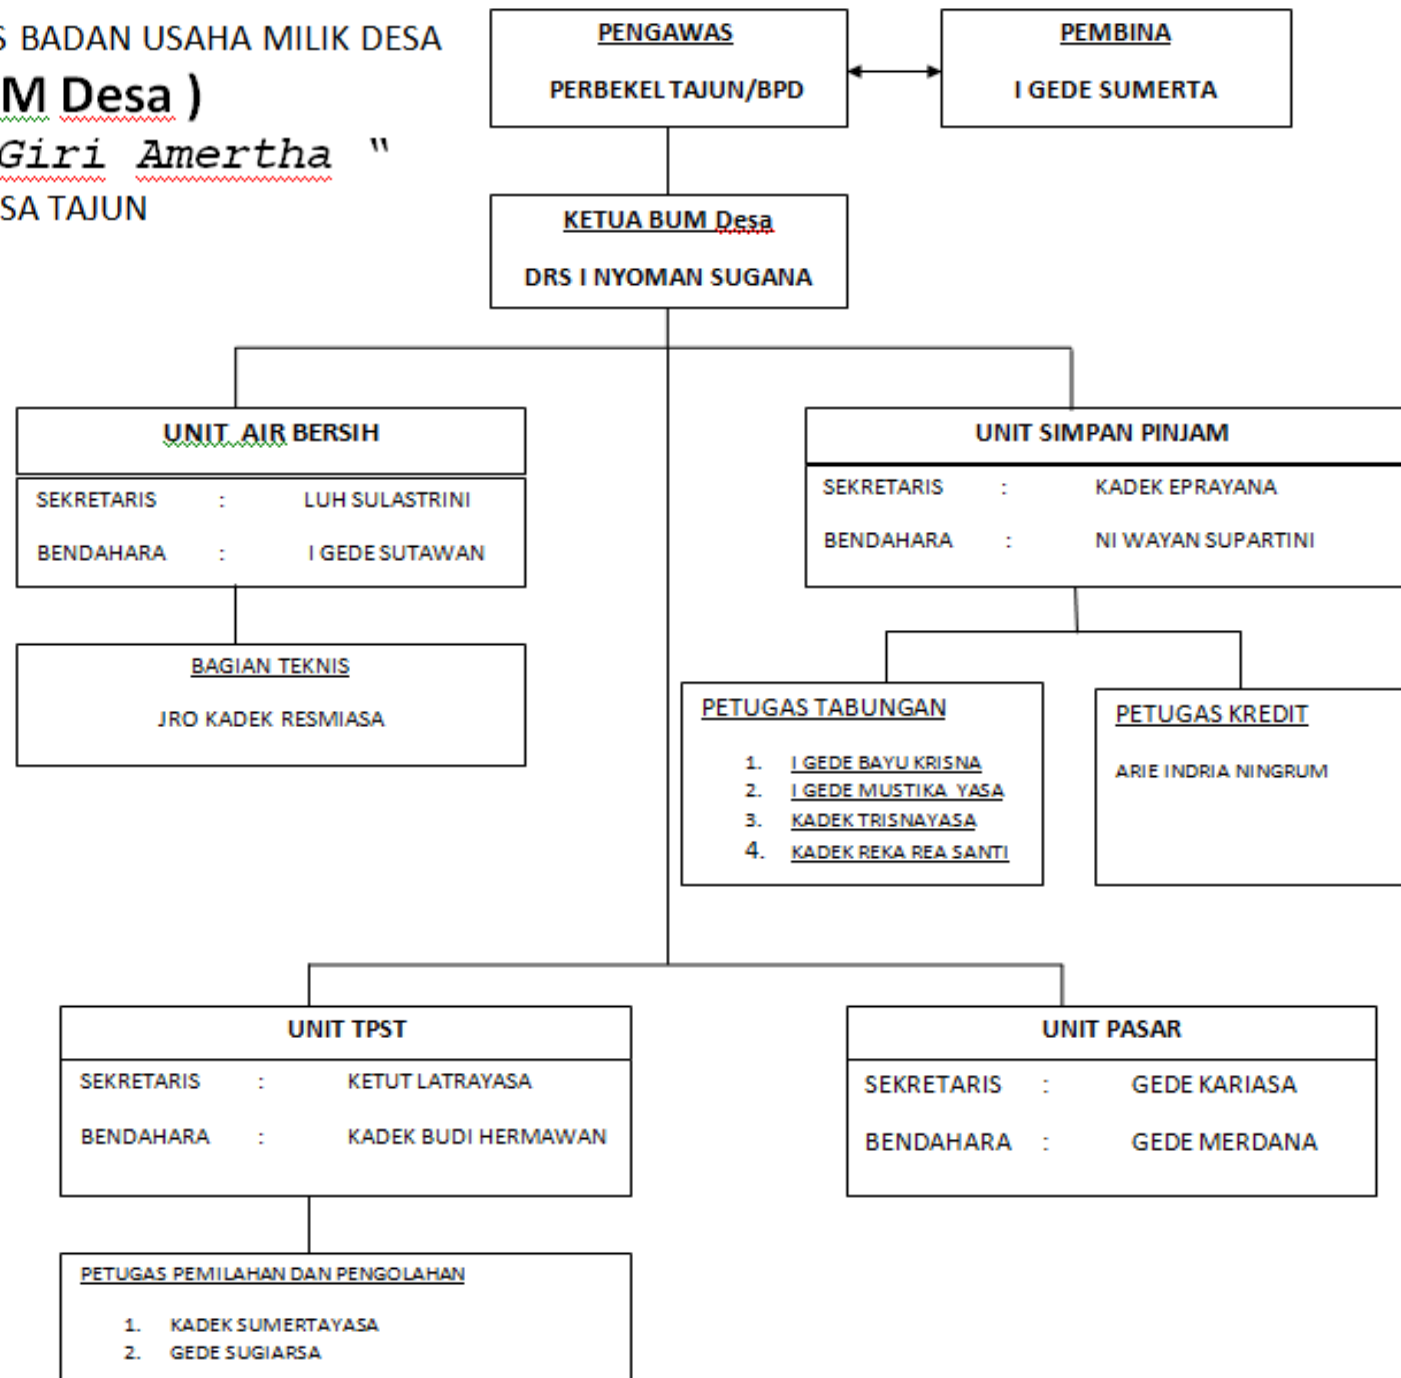 S BADAN USAHA MILIK DESA
M Desa )
Giri Amertha "
SA TAJUN
PENGAWAS
PERBEKEL TAJUN/BPD
PEMBINA
I GEDE SUMERTA
KETUA BUM Desa
DRS I NYOMAN SUGANA
UNIT AIR BERSIH
SEKRETARIS : LUH SULASTRINI
BENDAHARA : I GEDE SUTAWAN
UNIT SIMPAN PINJAM
SEKRETARIS : KADEK EPRAYANA
BENDAHARA : NI WAYAN SUPARTINI
BAGIAN TEKNIS
JRO KADEK RESMIASA
PETUGAS TABUNGAN
1. I GEDE BAYU KRISNA
2. I GEDE MUSTIKA YASA
3. KADEK TRISNAYASA
4. KADEK REKA REA SANTI
PETUGAS KREDIT
ARIE INDRIA NINGRUM
UNIT TPST
SEKRETARIS : KETUT LATRAYASA
BENDAHARA : KADEK BUDI HERMAWAN
UNIT PASAR
SEKRETARIS : GEDE KARIASA
BENDAHARA : GEDE MERDANA
PETUGAS PEMILAHAN DAN PENGOLAHAN
1. KADEK SUMERTAYASA
2. GEDE SUGIARSA